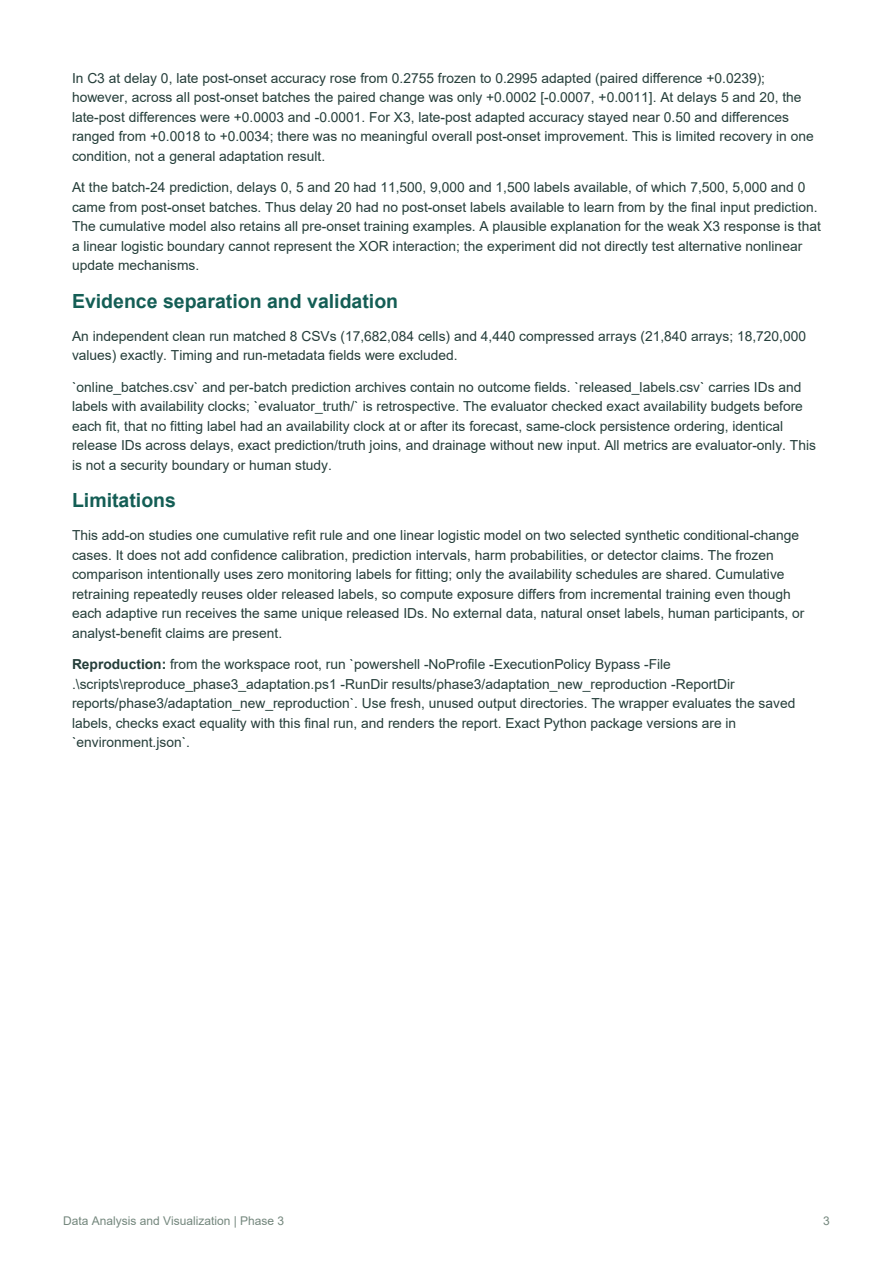 In C3 at delay 0, late post-onset accuracy rose from 0.2755 frozen to 0.2995 adapted (paired difference +0.0239);
however, across all post-onset batches the paired change was only +0.0002 [-0.0007, +0.0011]. At delays 5 and 20, the
late-post differences were +0.0003 and -0.0001. For X3, late-post adapted accuracy stayed near 0.50 and differences
ranged from +0.0018 to +0.0034; there was no meaningful overall post-onset improvement. This is limited recovery in one
condition, not a general adaptation result.
At the batch-24 prediction, delays 0, 5 and 20 had 11,500, 9,000 and 1,500 labels available, of which 7,500, 5,000 and 0
came from post-onset batches. Thus delay 20 had no post-onset labels available to learn from by the final input prediction.
The cumulative model also retains all pre-onset training examples. A plausible explanation for the weak X3 response is that
a linear logistic boundary cannot represent the XOR interaction; the experiment did not directly test alternative nonlinear
update mechanisms.
Evidence separation and validation
An independent clean run matched 8 CSVs (17,682,084 cells) and 4,440 compressed arrays (21,840 arrays; 18,720,000
values) exactly. Timing and run-metadata fields were excluded.
`online_batches.csv` and per-batch prediction archives contain no outcome fields. `released_labels.csv` carries IDs and
labels with availability clocks; `evaluator_truth/` is retrospective. The evaluator checked exact availability budgets before
each fit, that no fitting label had an availability clock at or after its forecast, same-clock persistence ordering, identical
release IDs across delays, exact prediction/truth joins, and drainage without new input. All metrics are evaluator-only. This
is not a security boundary or human study.
Limitations
This add-on studies one cumulative refit rule and one linear logistic model on two selected synthetic conditional-change
cases. It does not add confidence calibration, prediction intervals, harm probabilities, or detector claims. The frozen
comparison intentionally uses zero monitoring labels for fitting; only the availability schedules are shared. Cumulative
retraining repeatedly reuses older released labels, so compute exposure differs from incremental training even though
each adaptive run receives the same unique released IDs. No external data, natural onset labels, human participants, or
analyst-benefit claims are present.
Reproduction: from the workspace root, run `powershell -NoProfile -ExecutionPolicy Bypass -File
.\scripts\reproduce_phase3_adaptation.ps1 -RunDir results/phase3/adaptation_new_reproduction -ReportDir
reports/phase3/adaptation_new_reproduction`. Use fresh, unused output directories. The wrapper evaluates the saved
labels, checks exact equality with this final run, and renders the report. Exact Python package versions are in
`environment.json`.
Data Analysis and Visualization | Phase 3
3